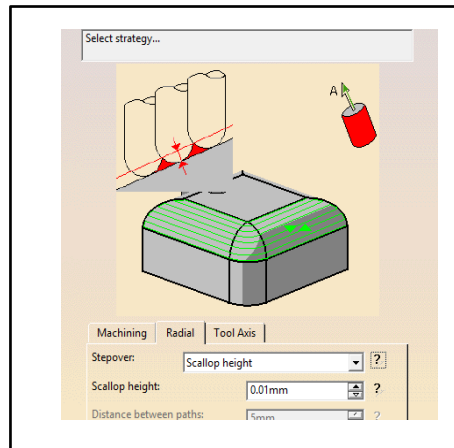 Select strategy...
A
Machining Radial Tool Axis
Stepover: Scallop height ?
Scallop height: 0.01mm ?
Distance between paths: 5mm ?